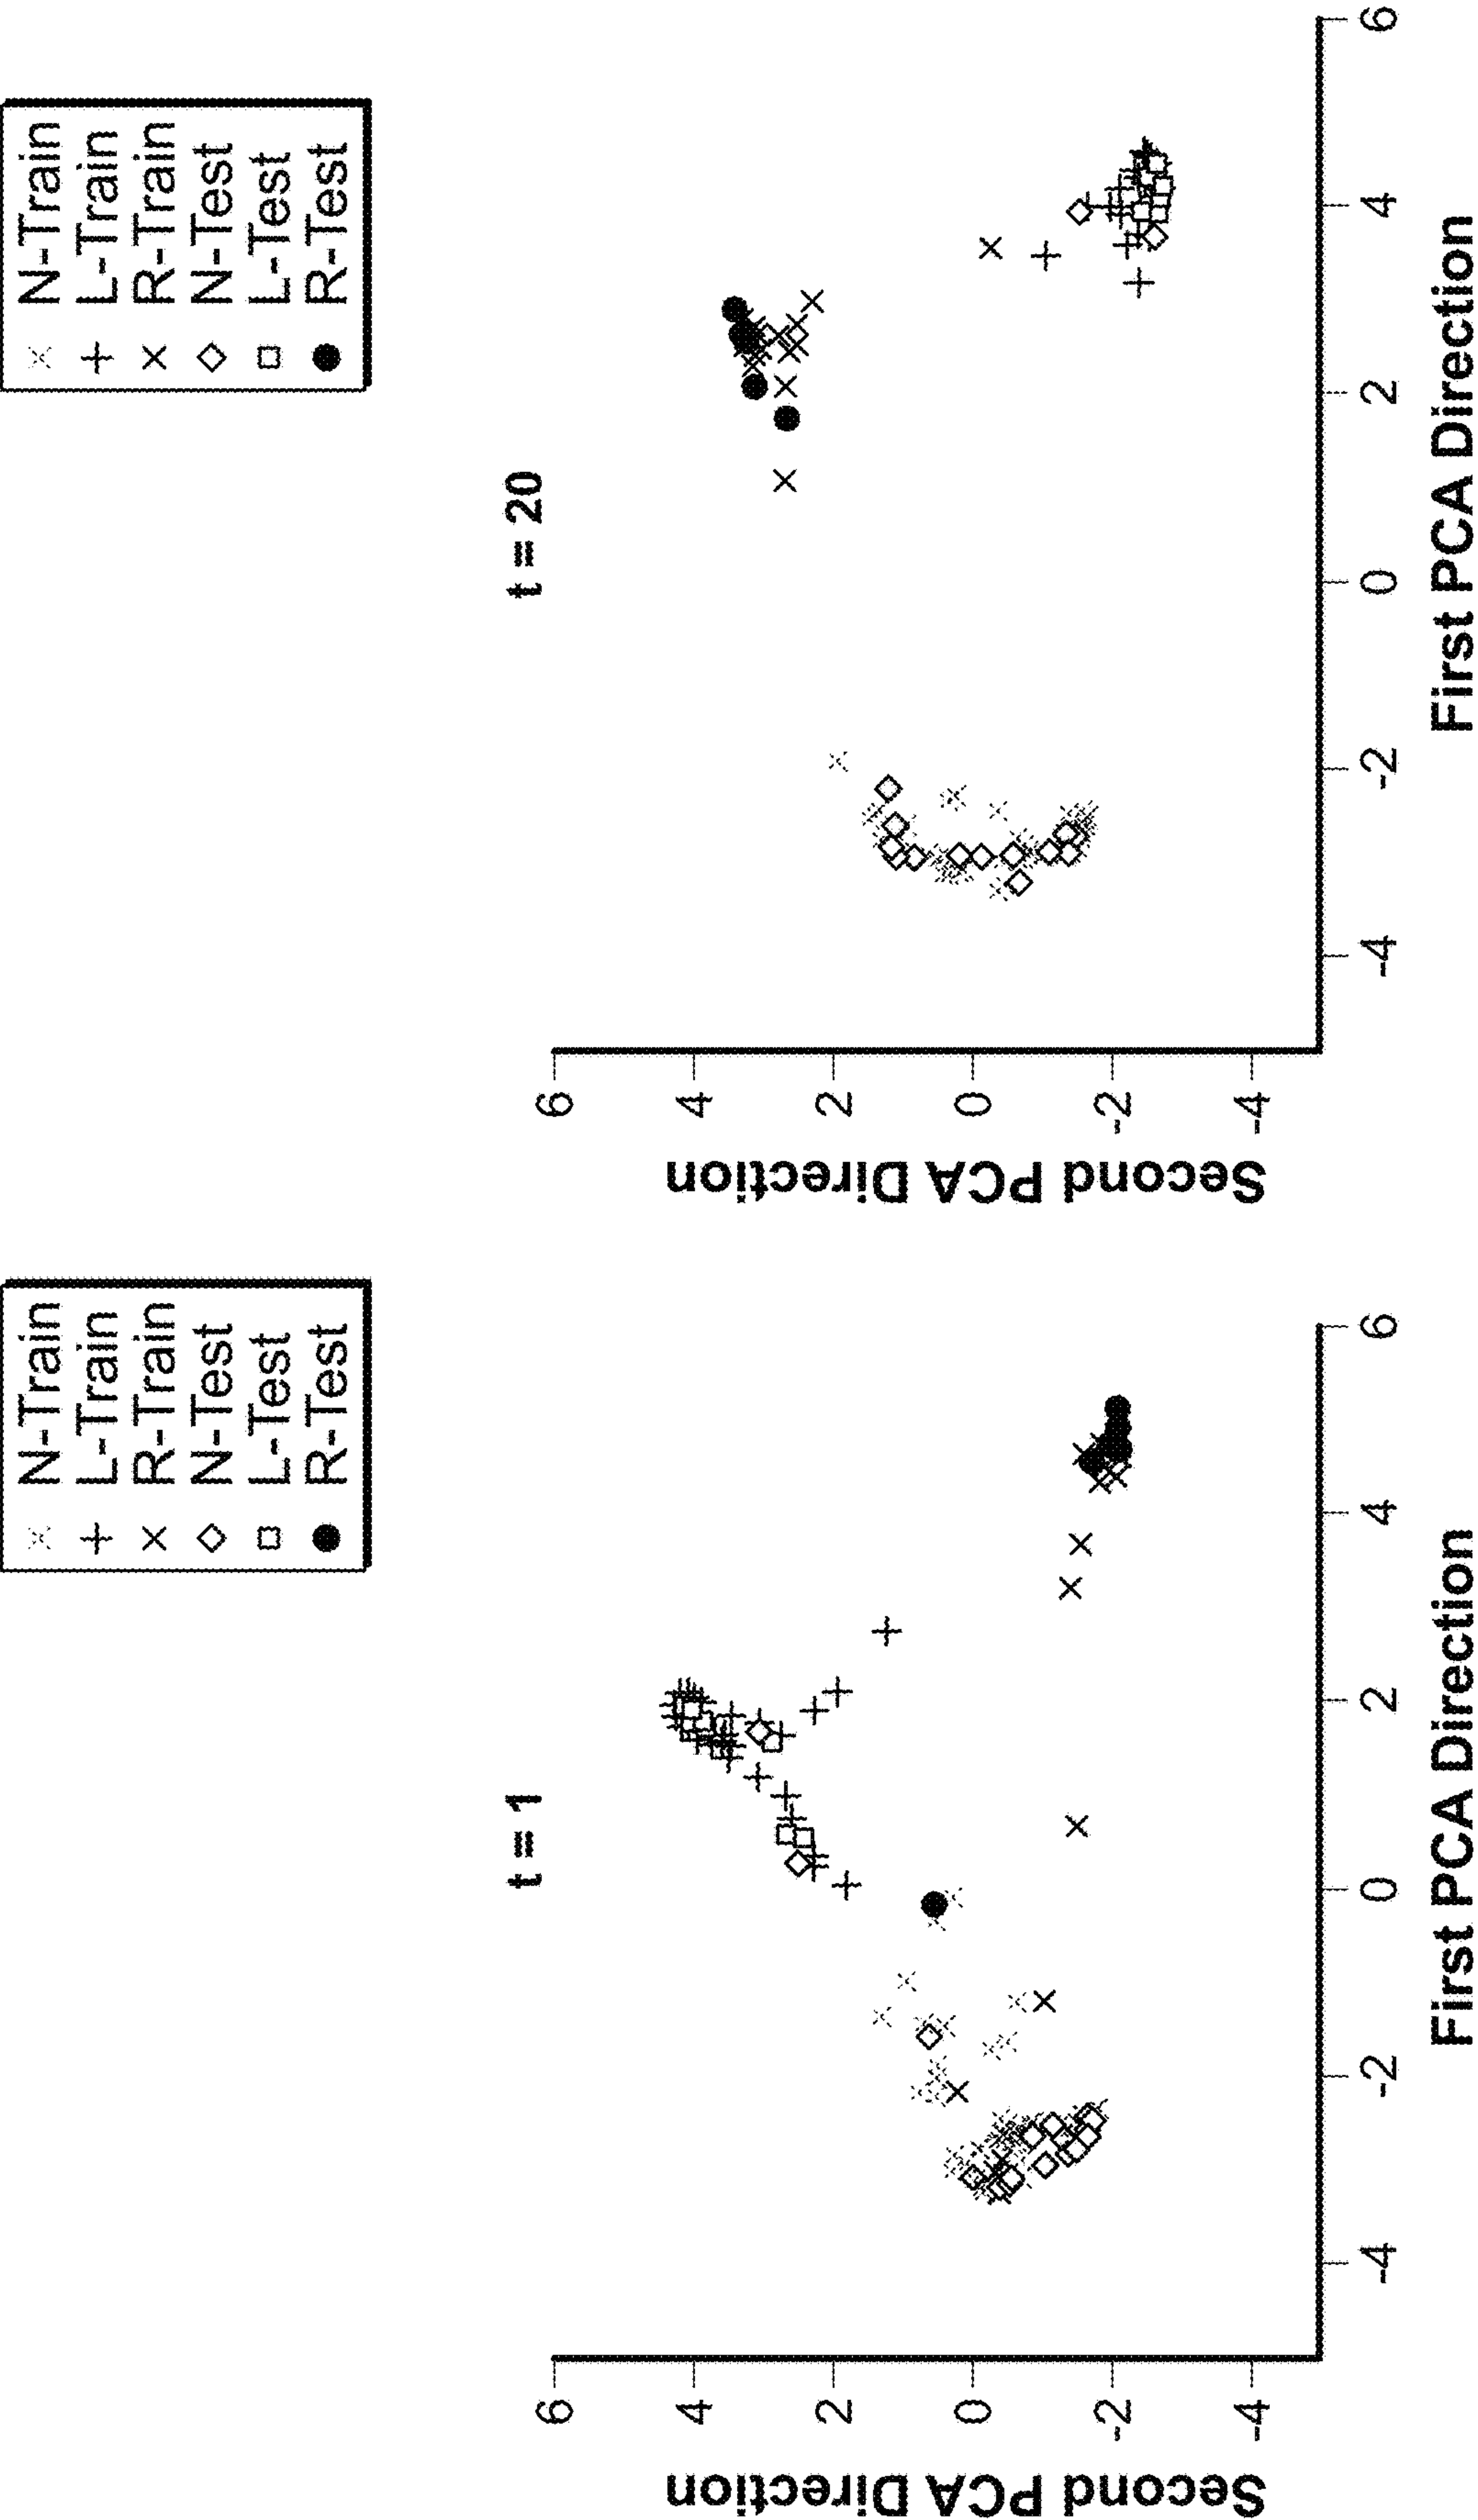 N-Train
L-Train
R-Train
N-Test
L-Test
R-Test
t = 1
6
4
2
0
-2
-4
Second PCA Direction
-4
-2
0
2
4
6
First PCA Direction
N-Train
L-Train
R-Train
N-Test
L-Test
R-Test
t = 20
6
4
2
0
-2
-4
Second PCA Direction
-4
-2
0
2
4
6
First PCA Direction